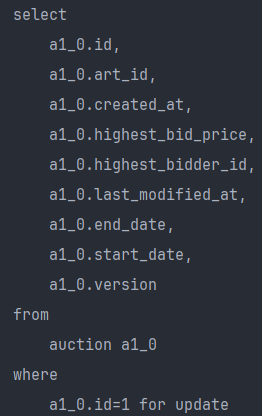 select
a1_0.id,
a1_0.art_id,
a1_0.created_at,
a1_0.highest_bid_price,
a1_0.highest_bidder_id,
a1_0.last_modified_at,
a1_0.end_date,
a1_0.start_date,
a1_0.version
from
auction a1_0
where
a1_0.id=1 for update